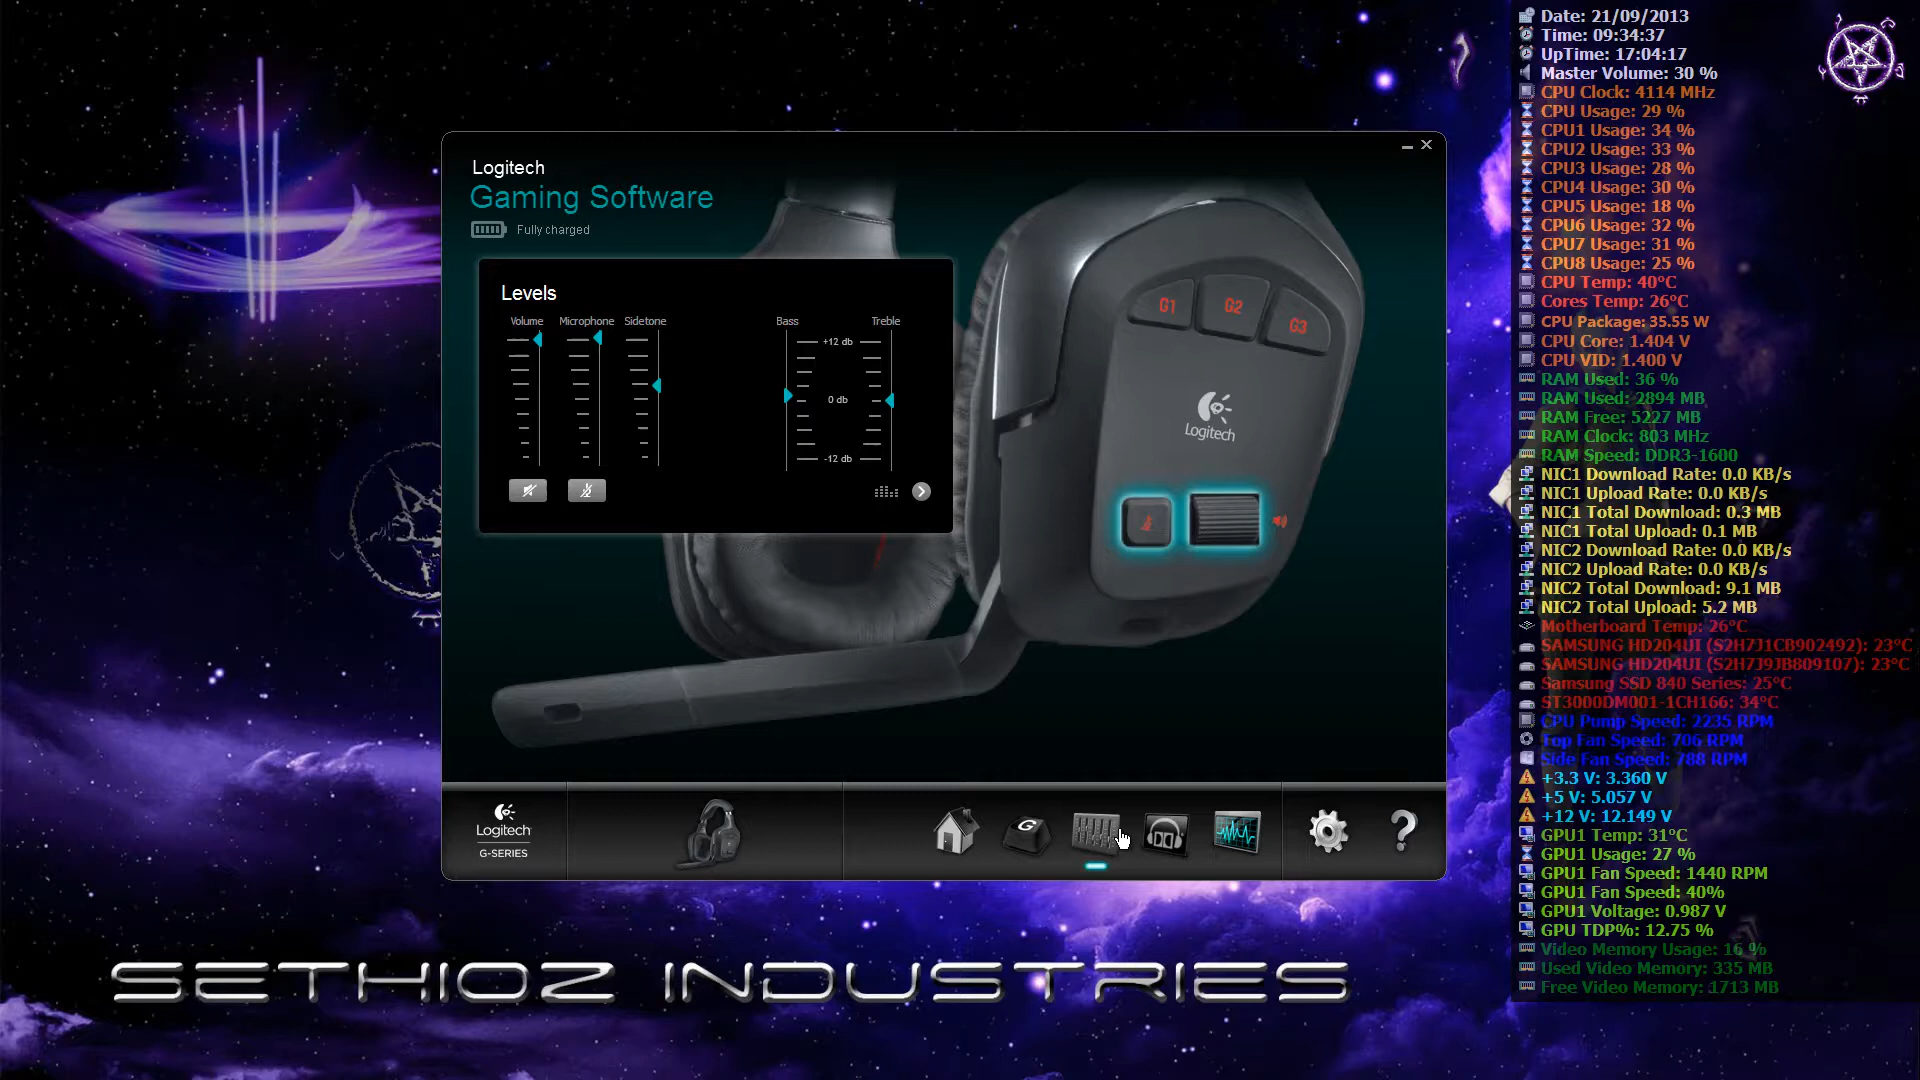 Logitech
Gaming Software
Fully charged
Levels
Volume Microphone Sidetone Bass Treble
+12 db
0 db
-12 db
G1 G2 G3
Logitech
Logitech
G-SERIES
G
?
SETHIOZ INDUSTRIES
Date: 21/09/2013
Time: 09:34:37
UpTime: 17:04:17
Master Volume: 30 %
CPU Clock: 4114 MHz
CPU Usage: 29 %
CPU1 Usage: 34 %
CPU2 Usage: 33 %
CPU3 Usage: 28 %
CPU4 Usage: 30 %
CPU5 Usage: 18 %
CPU6 Usage: 32 %
CPU7 Usage: 31 %
CPU8 Usage: 25 %
CPU Temp: 40°C
Cores Temp: 26°C
CPU Package: 35.55 W
CPU Core: 1.404 V
CPU VID: 1.400 V
RAM Used: 36 %
RAM Used: 2894 MB
RAM Free: 5227 MB
RAM Clock: 803 MHz
RAM Speed: DDR3-1600
NIC1 Download Rate: 0.0 KB/s
NIC1 Upload Rate: 0.0 KB/s
NIC1 Total Download: 0.3 MB
NIC1 Total Upload: 0.1 MB
NIC2 Download Rate: 0.0 KB/s
NIC2 Upload Rate: 0.0 KB/s
NIC2 Total Download: 9.1 MB
NIC2 Total Upload: 5.2 MB
Motherboard Temp: 26°C
SAMSUNG HD204UI (S2H7J1CB902492): 23°C
SAMSUNG HD204UI (S2H7J9JB809107): 23°C
Samsung SSD 840 Series: 25°C
ST3000DM001-1CH166: 34°C
CPU Pump Speed: 2235 RPM
Top Fan Speed: 706 RPM
Side Fan Speed: 788 RPM
+3.3 V: 3.360 V
+5 V: 5.057 V
+12 V: 12.149 V
GPU1 Temp: 31°C
GPU1 Usage: 27 %
GPU1 Fan Speed: 1440 RPM
GPU1 Fan Speed: 40%
GPU1 Voltage: 0.987 V
GPU TDP%: 12.75 %
Video Memory Usage: 16 %
Used Video Memory: 335 MB
Free Video Memory: 1713 MB